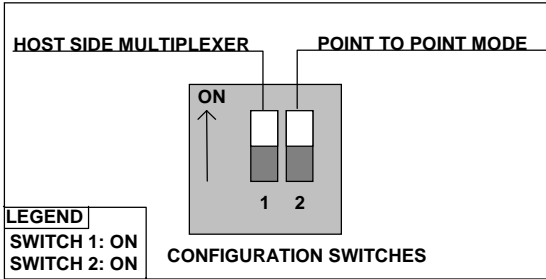 HOST SIDE MULTIPLEXER
POINT TO POINT MODE
ON
1 2
LEGEND
SWITCH 1: ON
SWITCH 2: ON
CONFIGURATION SWITCHES